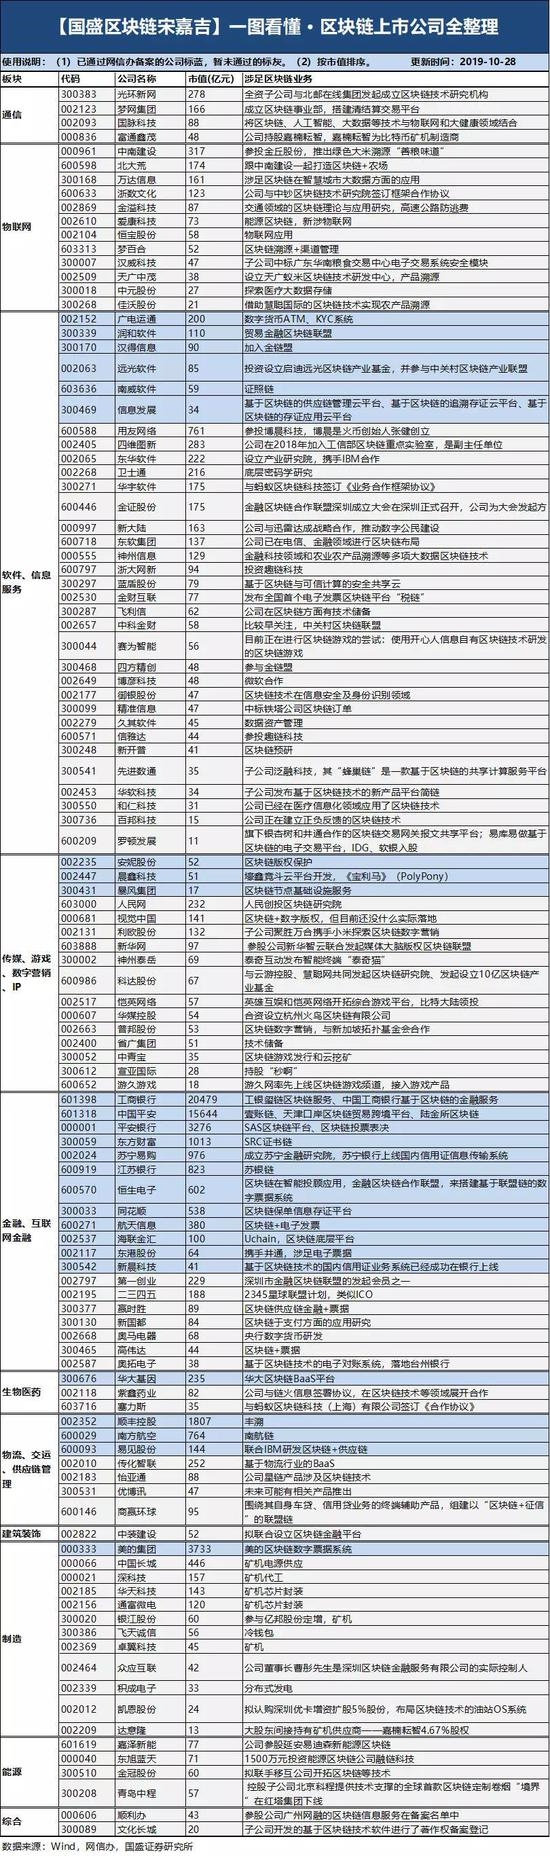 【国盛区块链宋嘉吉】一图看懂·区块链上市公司全整理
使用说明：（1）已通过网信办备案的公司标蓝，暂未通过的标灰。（2）按市值排序。 更新时间：2019-10-28
板块 代码 公司名称 市值(亿元) 涉足区块链业务
通信
300383 光环新网 278 全资子公司与北邮在线集团发起成立区块链技术研究机构
002123 梦网集团 166 成立区块链事业部，搭建清结算交易平台
002093 国脉科技 88 将区块链、人工智能、大数据等技术与物联网和大健康领域结合
000836 富通鑫茂 48 公司持股嘉楠耘智，嘉楠耘智为比特币矿机制造商
物联网
000961 中南建设 317 参投金丘股份，推出绿色大米溯源“善粮味道”
600598 北大荒 174 跟中南建设一起打造区块链+农场
300168 万达信息 161 涉足区块链在智慧城市大数据方面的应用
600633 浙数文化 123 公司与中钞区块链技术研究院签订框架合作协议
002869 金溢科技 87 交通领域的区块链理论与应用研究，高速公路防逃费
002610 爱康科技 73 能源区块链，新涉物联网
002104 恒宝股份 58 物联网应用
603313 梦百合 52 区块链溯源+渠道管理
300007 汉威科技 47 子公司中标广东华南粮食交易中心电子交易系统安全模块
002509 天广中茂 38 设立天广蚁米区块链技术研发中心，产品溯源
300018 中元股份 27 探索医疗大数据存储
300268 佳沃股份 21 借助慧聪国际的区块链技术实现农产品溯源
软件、信息服务
002152 广电运通 200 数字货币ATM、KYC系统
300339 润和软件 110 贸易金融区块链联盟
300170 汉得信息 90 加入金链盟
002063 远光软件 85 投资设立启迪远光区块链产业基金，并参与中关村区块链产业联盟
603636 南威软件 59 证照链
300469 信息发展 34 基于区块链的供应链管理云平台、基于区块链的追溯存证云平台、基于区块链的存证应用云平台
600588 用友网络 761 参投博晨科技，博晨是火币创始人张健创立
002405 四维图新 283 公司在2018年加入工信部区块链重点实验室，是副主任单位
002065 东华软件 222 设立产业研究院，携手IBM合作
002268 卫士通 216 底层密码学研究
300271 华宇软件 175 与蚂蚁区块链科技签订《业务合作框架协议》
600446 金证股份 175 金融区块链合作联盟深圳成立大会在深圳正式召开，公司为大会发起方
000997 新大陆 163 公司与迅雷达成战略合作，推动数字公民建设
600718 东软集团 137 公司已在电信、金融领域进行区块链布局
000555 神州信息 129 金融科技领域和农业农产品溯源等多项大数据区块链技术
600797 浙大网新 94 投资趣链科技
300297 蓝盾股份 79 基于区块链与可信计算的安全共享云
002530 金财互联 77 发布全国首个电子发票区块链平台“税链”
300287 飞利信 62 公司在区块链方面有技术储备
002657 中科金财 58 比较早关注，中关村区块链联盟
300044 赛为智能 56 目前正在进行区块链游戏的尝试：使用开心人信息自有区块链技术研发的区块链游戏
300468 四方精创 48 参与金链盟
002649 博彦科技 48 微软合作
002177 御银股份 47 区块链技术在信息安全及身份识别领域
300099 精准信息 47 中标铁塔公司区块链订单
002279 久其软件 45 数据资产管理
600571 信雅达 44 参投趣链科技
300248 新开普 41 区块链预研
300541 先进数通 35 子公司泛融科技，其“蜂巢链”是一款基于区块链的共享计算服务平台
002453 华软科技 34 子公司发布基于区块链技术的新产品平台简链
300550 和仁科技 31 公司已经在医疗信息化领域应用了区块链技术
300736 百邦科技 15 公司正在建立正负反馈的区块链技术
600209 罗顿发展 11 旗下银杏树和井通合作的区块链交易网关报文共享平台；易库易做基于区块链的电子交易平台，IDG、软银入股
传媒、游戏、数字营销、IP
002235 安妮股份 52 区块链版权保护
002447 晨鑫科技 51 壕鑫竞斗云平台开发，《宝利马》（PolyPony）
300431 暴风集团 17 区块链节点基础设施服务
603000 人民网 232 人民创投区块链研究院
000681 视觉中国 141 区块链+数字版权，但目前还没什么实际落地
002131 利欧股份 132 子公司聚胜万合携手小米探索区块链数字营销
603888 新华网 97 参股公司新华智云联合发起媒体大脑版权区块链联盟
300002 神州泰岳 69 泰奇互动发布智能终端“泰奇猫”
600986 科达股份 67 与云游控股、慧聪网共同发起区块链研究院、发起设立10亿区块链产业基金
002517 恺英网络 57 英雄互娱和恺英网络开拓综合游戏平台，比特大陆领投
000607 华媒控股 54 合资设立杭州火鸟区块链有限公司
002663 普邦股份 53 区块链数字营销，与新加坡拓扑基金会合作
002400 省广集团 51 技术储备
300052 中青宝 35 区块链游戏发行和云挖矿
300612 宣亚国际 28 持股“秒啊”
600652 游久游戏 18 游久网率先上线区块链游戏频道，接入游戏产品
金融、互联网金融
601398 工商银行 20479 工银玺链区块链服务、中国工商银行基于区块链的金融服务
601318 中国平安 15644 壹账链、天津口岸区块链贸易跨境平台、陆金所区块链
000001 平安银行 3276 SAS区块链平台、区块链投票表决
300059 东方财富 1013 SRC证书链
002024 苏宁易购 976 成立苏宁金融研究院，苏宁银行上线国内信用证信息传输系统
600919 江苏银行 823 苏银链
600570 恒生电子 602 区块链在智能投顾应用，金融区块链合作联盟，来搭建基于联盟链的数字票据系统
300033 同花顺 538 区块链保单信息存证平台
600271 航天信息 380 区块链+电子发票
002537 海联金汇 100 Uchain，区块链底层平台
002117 东港股份 64 携手井通，涉足电子票据
300542 新晨科技 41 基于区块链技术的国内信用证业务系统已经成功在银行上线
002797 第一创业 229 深圳市金融区块链联盟的发起会员之一
002195 二三四五 188 2345星球联盟计划，类似ICO
300377 赢时胜 89 区块链供应链金融+票据
300130 新国都 84 区块链于支付方面的应用研究
002668 奥马电器 68 央行数字货币研发
300465 高伟达 44 区块链+票据
002587 奥拓电子 38 基于区块链技术的电子对账系统，落地台州银行
生物医药
300676 华大基因 235 华大区块链BaaS平台
002118 紫鑫药业 82 公司与链火信息签署协议，在区块链技术等领域展开合作
603716 塞力斯 35 与蚂蚁区块链科技（上海）有限公司签订《合作协议》
物流、交运、供应链管理
002352 顺丰控股 1807 丰溯
600029 南方航空 764 南航链
600093 易见股份 144 联合IBM研发区块链+供应链
002010 传化智联 252 基于物流行业的BaaS
002183 怡亚通 88 公司星链产品涉及区块链技术
300531 优博讯 47 未来可能有相关产品推出
600146 商赢环球 95 围绕其自身车贷、信用贷业务的终端辅助产品，组建以“区块链+征信”的联盟链
建筑装饰 002822 中装建设 52 拟联合设立区块链金融平台
制造
000333 美的集团 3733 美的区块链数字票据系统
000066 中国长城 446 矿机电源供应
000021 深科技 157 矿机代工
002185 华天科技 143 矿机芯片封装
002156 通富微电 120 矿机芯片封装
300020 银江股份 60 参与亿邦股份定增，矿机
300386 飞天诚信 56 冷钱包
002369 卓翼科技 45 矿机
002464 众应互联 42 公司董事长曹彤先生是深圳区块链金融服务有限公司的实际控制人
002339 积成电子 33 分布式发电
002012 凯恩股份 24 拟认购深圳优卡增资扩股5%股份，布局区块链技术的油站OS系统
002209 达意隆 13 大股东间接持有矿机供应商——嘉楠耘智4.67%股权
能源
601619 嘉泽新能 77 公司参股延安易迪森新能源区块链
000040 东旭蓝天 71 1500万元投资能源区块链公司融链科技
300510 金冠股份 60 拟联手移互公司开拓区块链等
300208 青岛中程 57 控股子公司北京科程提供技术支撑的全球首款区块链定制卷烟“境界”在红塔集团下线
综合
000606 顺利办 43 参股公司广州网融的区块链信息服务在备案名单中
300089 文化长城 20 子公司开发的基于区块链技术软件进行了著作权备案登记
数据来源：Wind，网信办，国盛证券研究所